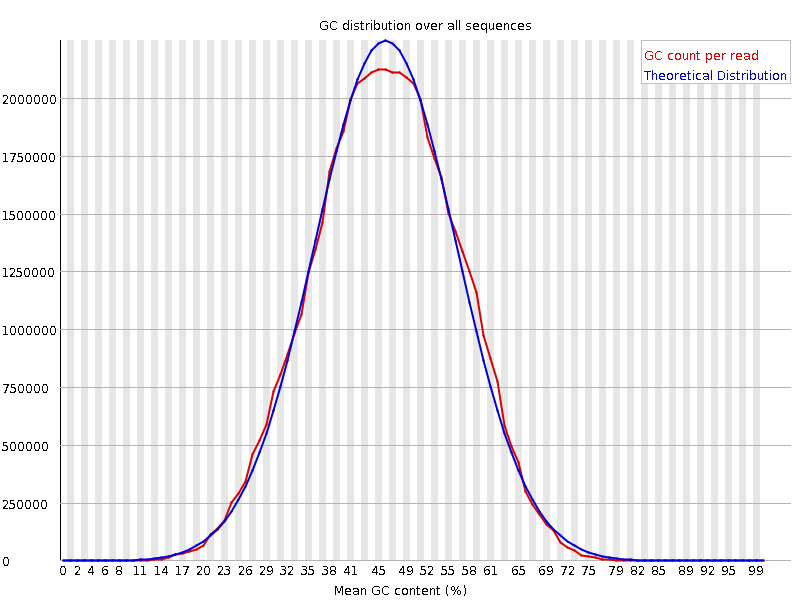 GC distribution over all sequences
GC count per read
Theoretical Distribution
2000000
1750000
1500000
1250000
1000000
750000
500000
250000
0
0 2 4 6 8 11 14 17 20 23 26 29 32 35 38 41 45 49 52 55 58 61 65 69 72 75 79 82 85 89 92 95 99
Mean GC content (%)